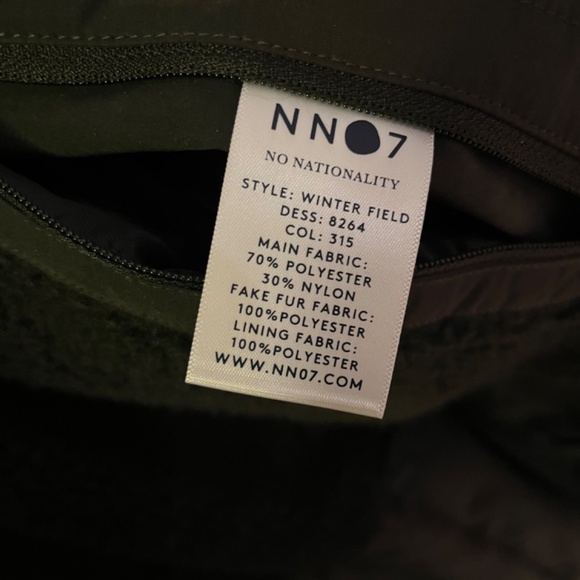 NN07
NO NATIONALITY
STYLE: WINTER FIELD
DESS: 8264
COL: 315
MAIN FABRIC:
70% POLYESTER
30% NYLON
FAKE FUR FABRIC:
100%POLYESTER
LINING FABRIC:
100%POLYESTER
WWW.NN07.COM